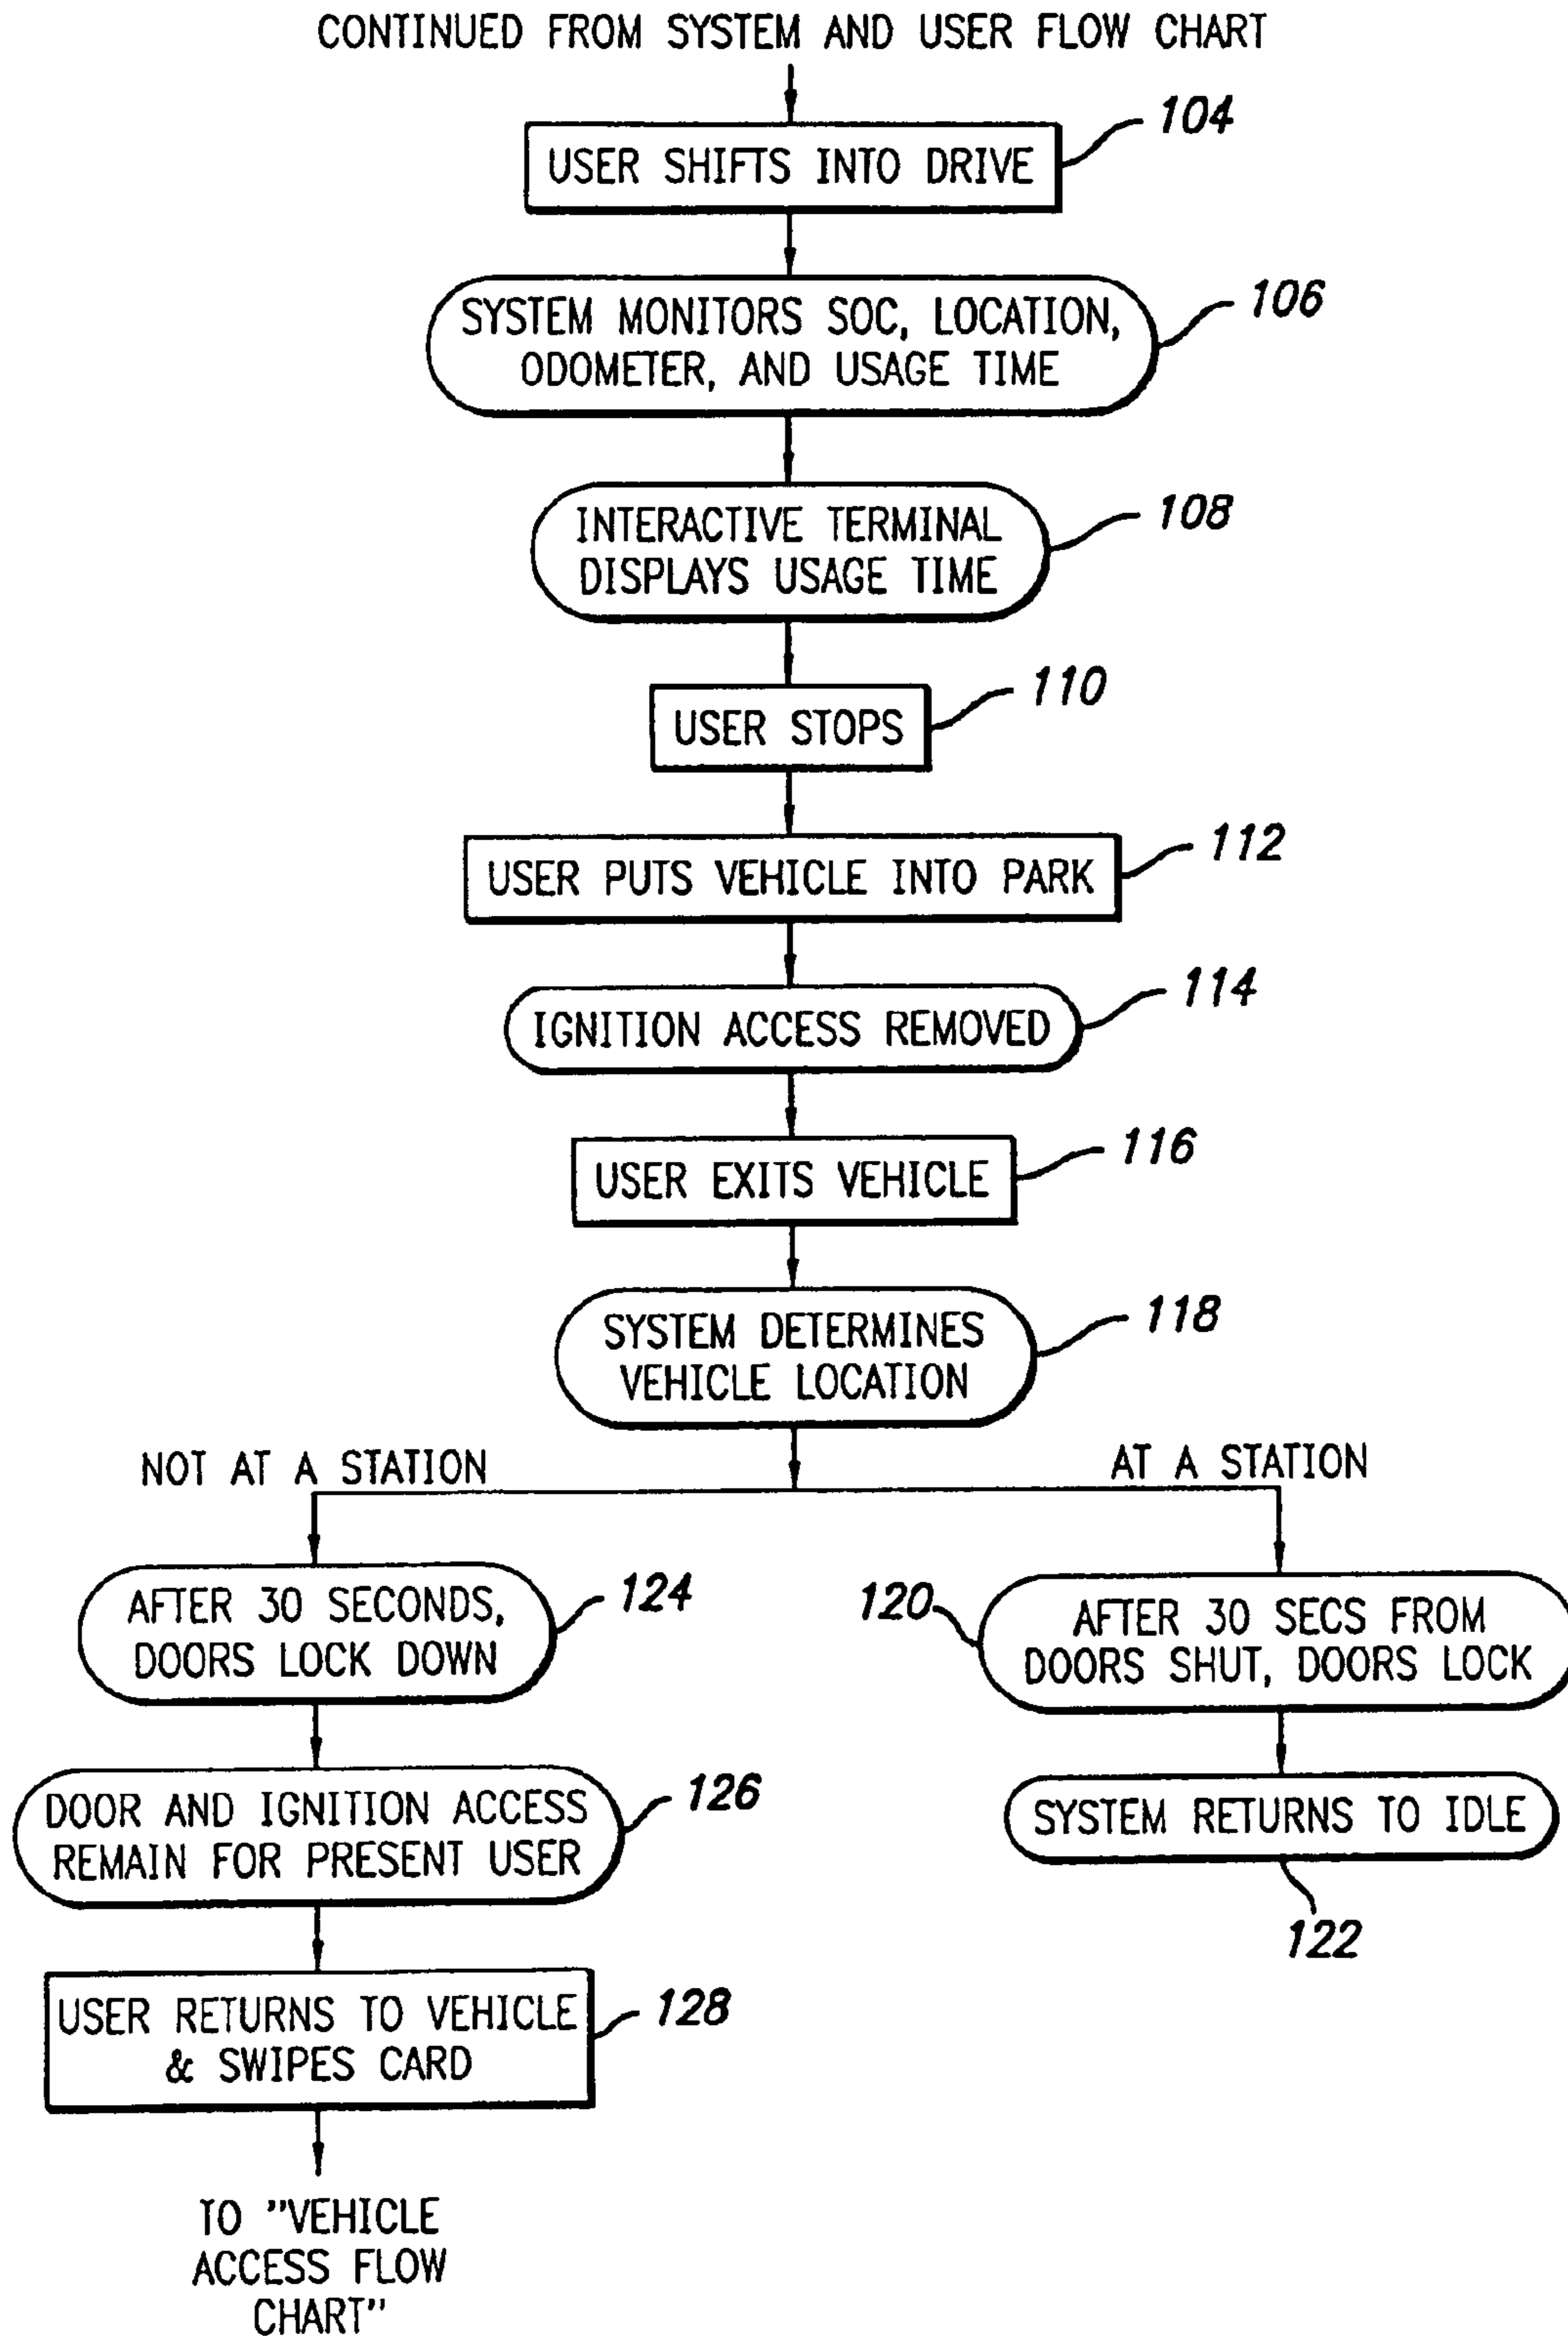 CONTINUED FROM SYSTEM AND USER FLOW CHART
104
USER SHIFTS INTO DRIVE
106
SYSTEM MONITORS SOC, LOCATION,
ODOMETER, AND USAGE TIME
108
INTERACTIVE TERMINAL
DISPLAYS USAGE TIME
110
USER STOPS
112
USER PUTS VEHICLE INTO PARK
114
IGNITION ACCESS REMOVED
116
USER EXITS VEHICLE
118
SYSTEM DETERMINES
VEHICLE LOCATION
NOT AT A STATION
AT A STATION
124
AFTER 30 SECONDS,
DOORS LOCK DOWN
120
AFTER 30 SECS FROM
DOORS SHUT, DOORS LOCK
126
DOOR AND IGNITION ACCESS
REMAIN FOR PRESENT USER
SYSTEM RETURNS TO IDLE
122
128
USER RETURNS TO VEHICLE
& SWIPES CARD
TO "VEHICLE
ACCESS FLOW
CHART"